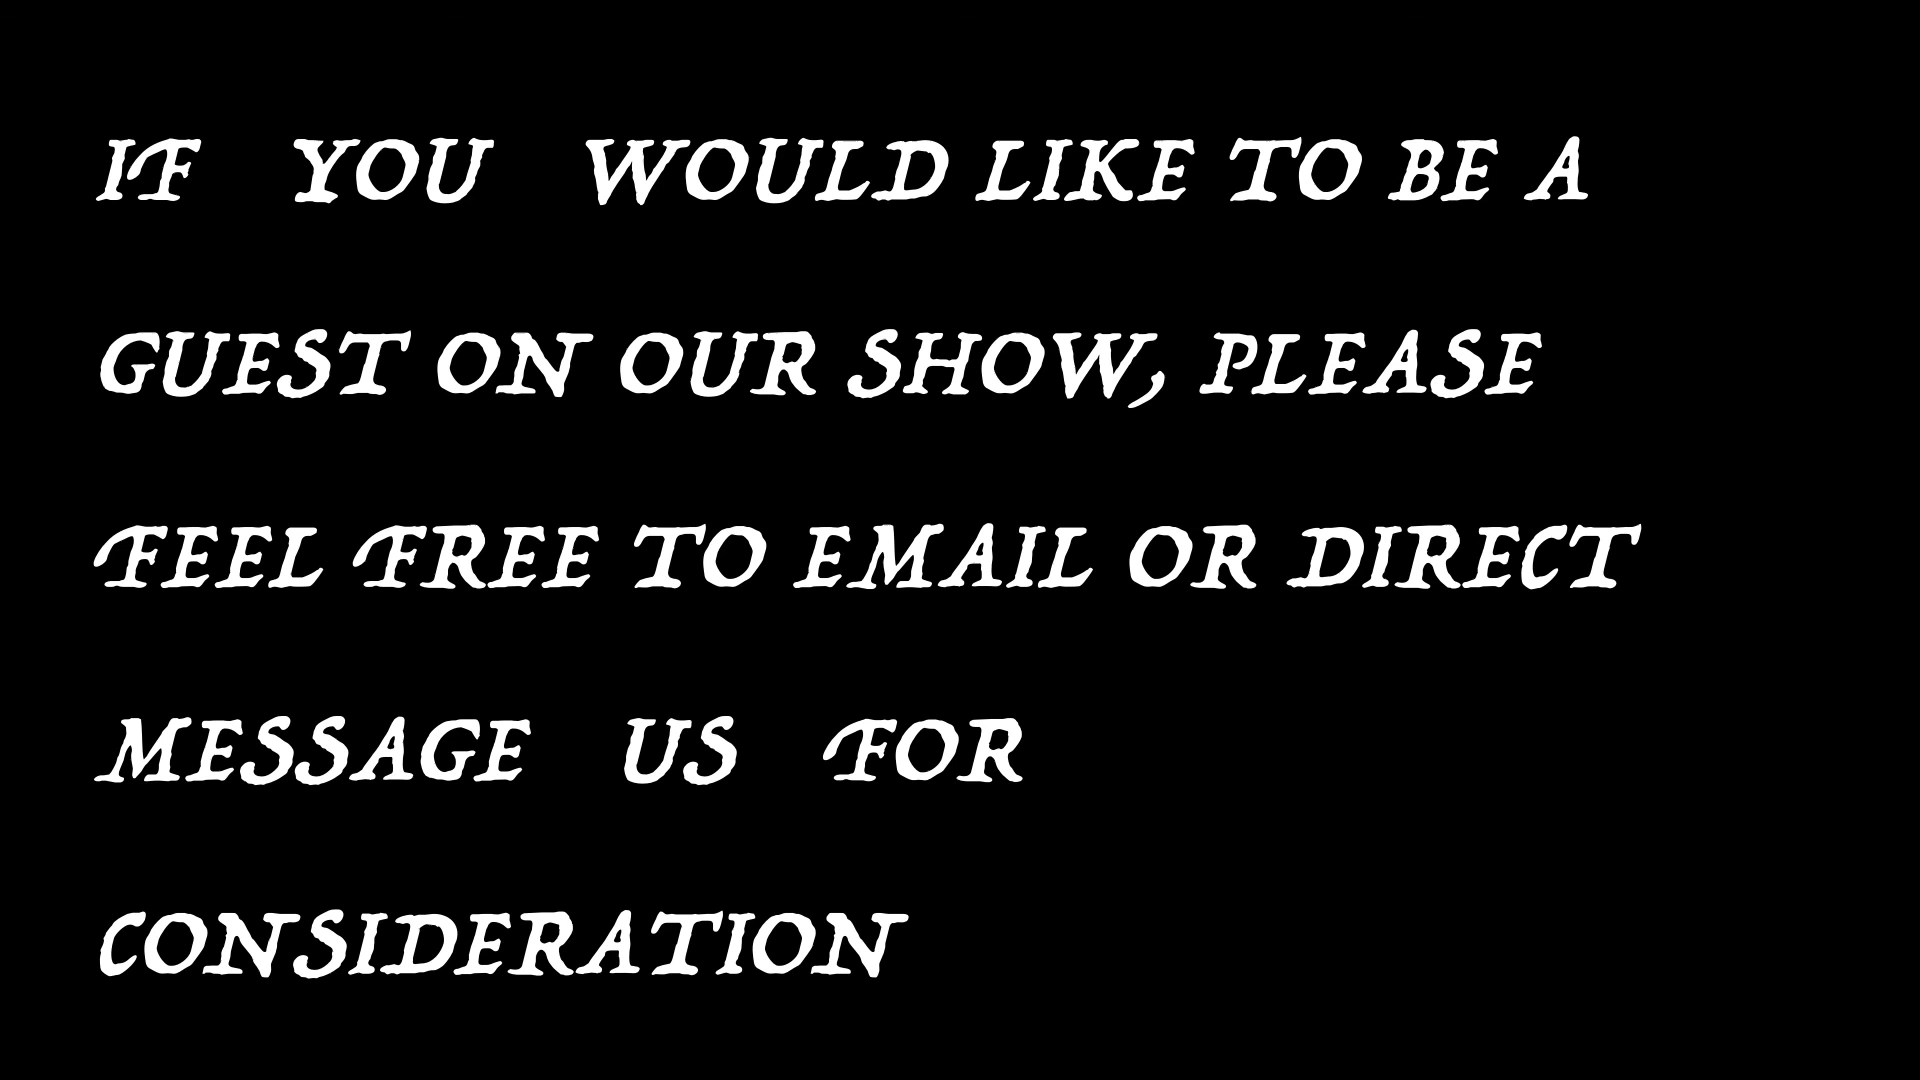 IF YOU WOULD LIKE TO BE A
GUEST ON OUR SHOW, PLEASE
FEEL FREE TO EMAIL OR DIRECT
MESSAGE US FOR
CONSIDERATION